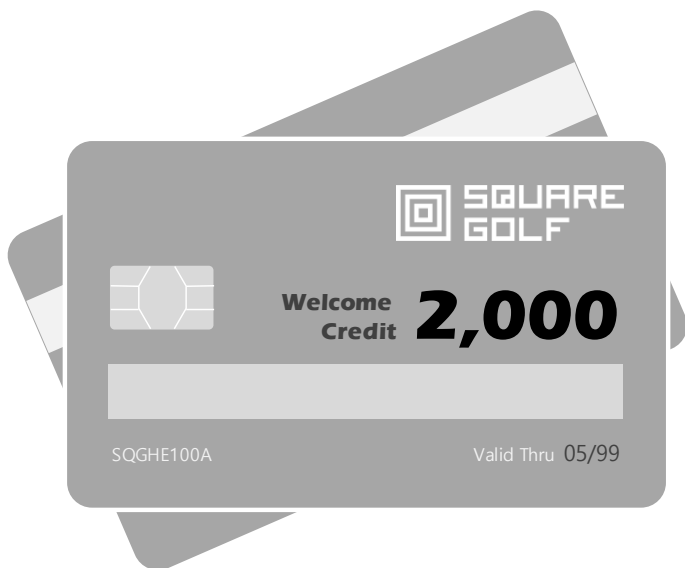 SQUARE
GOLF
Welcome
Credit 2,000
SQGHE100A
Valid Thru 05/99